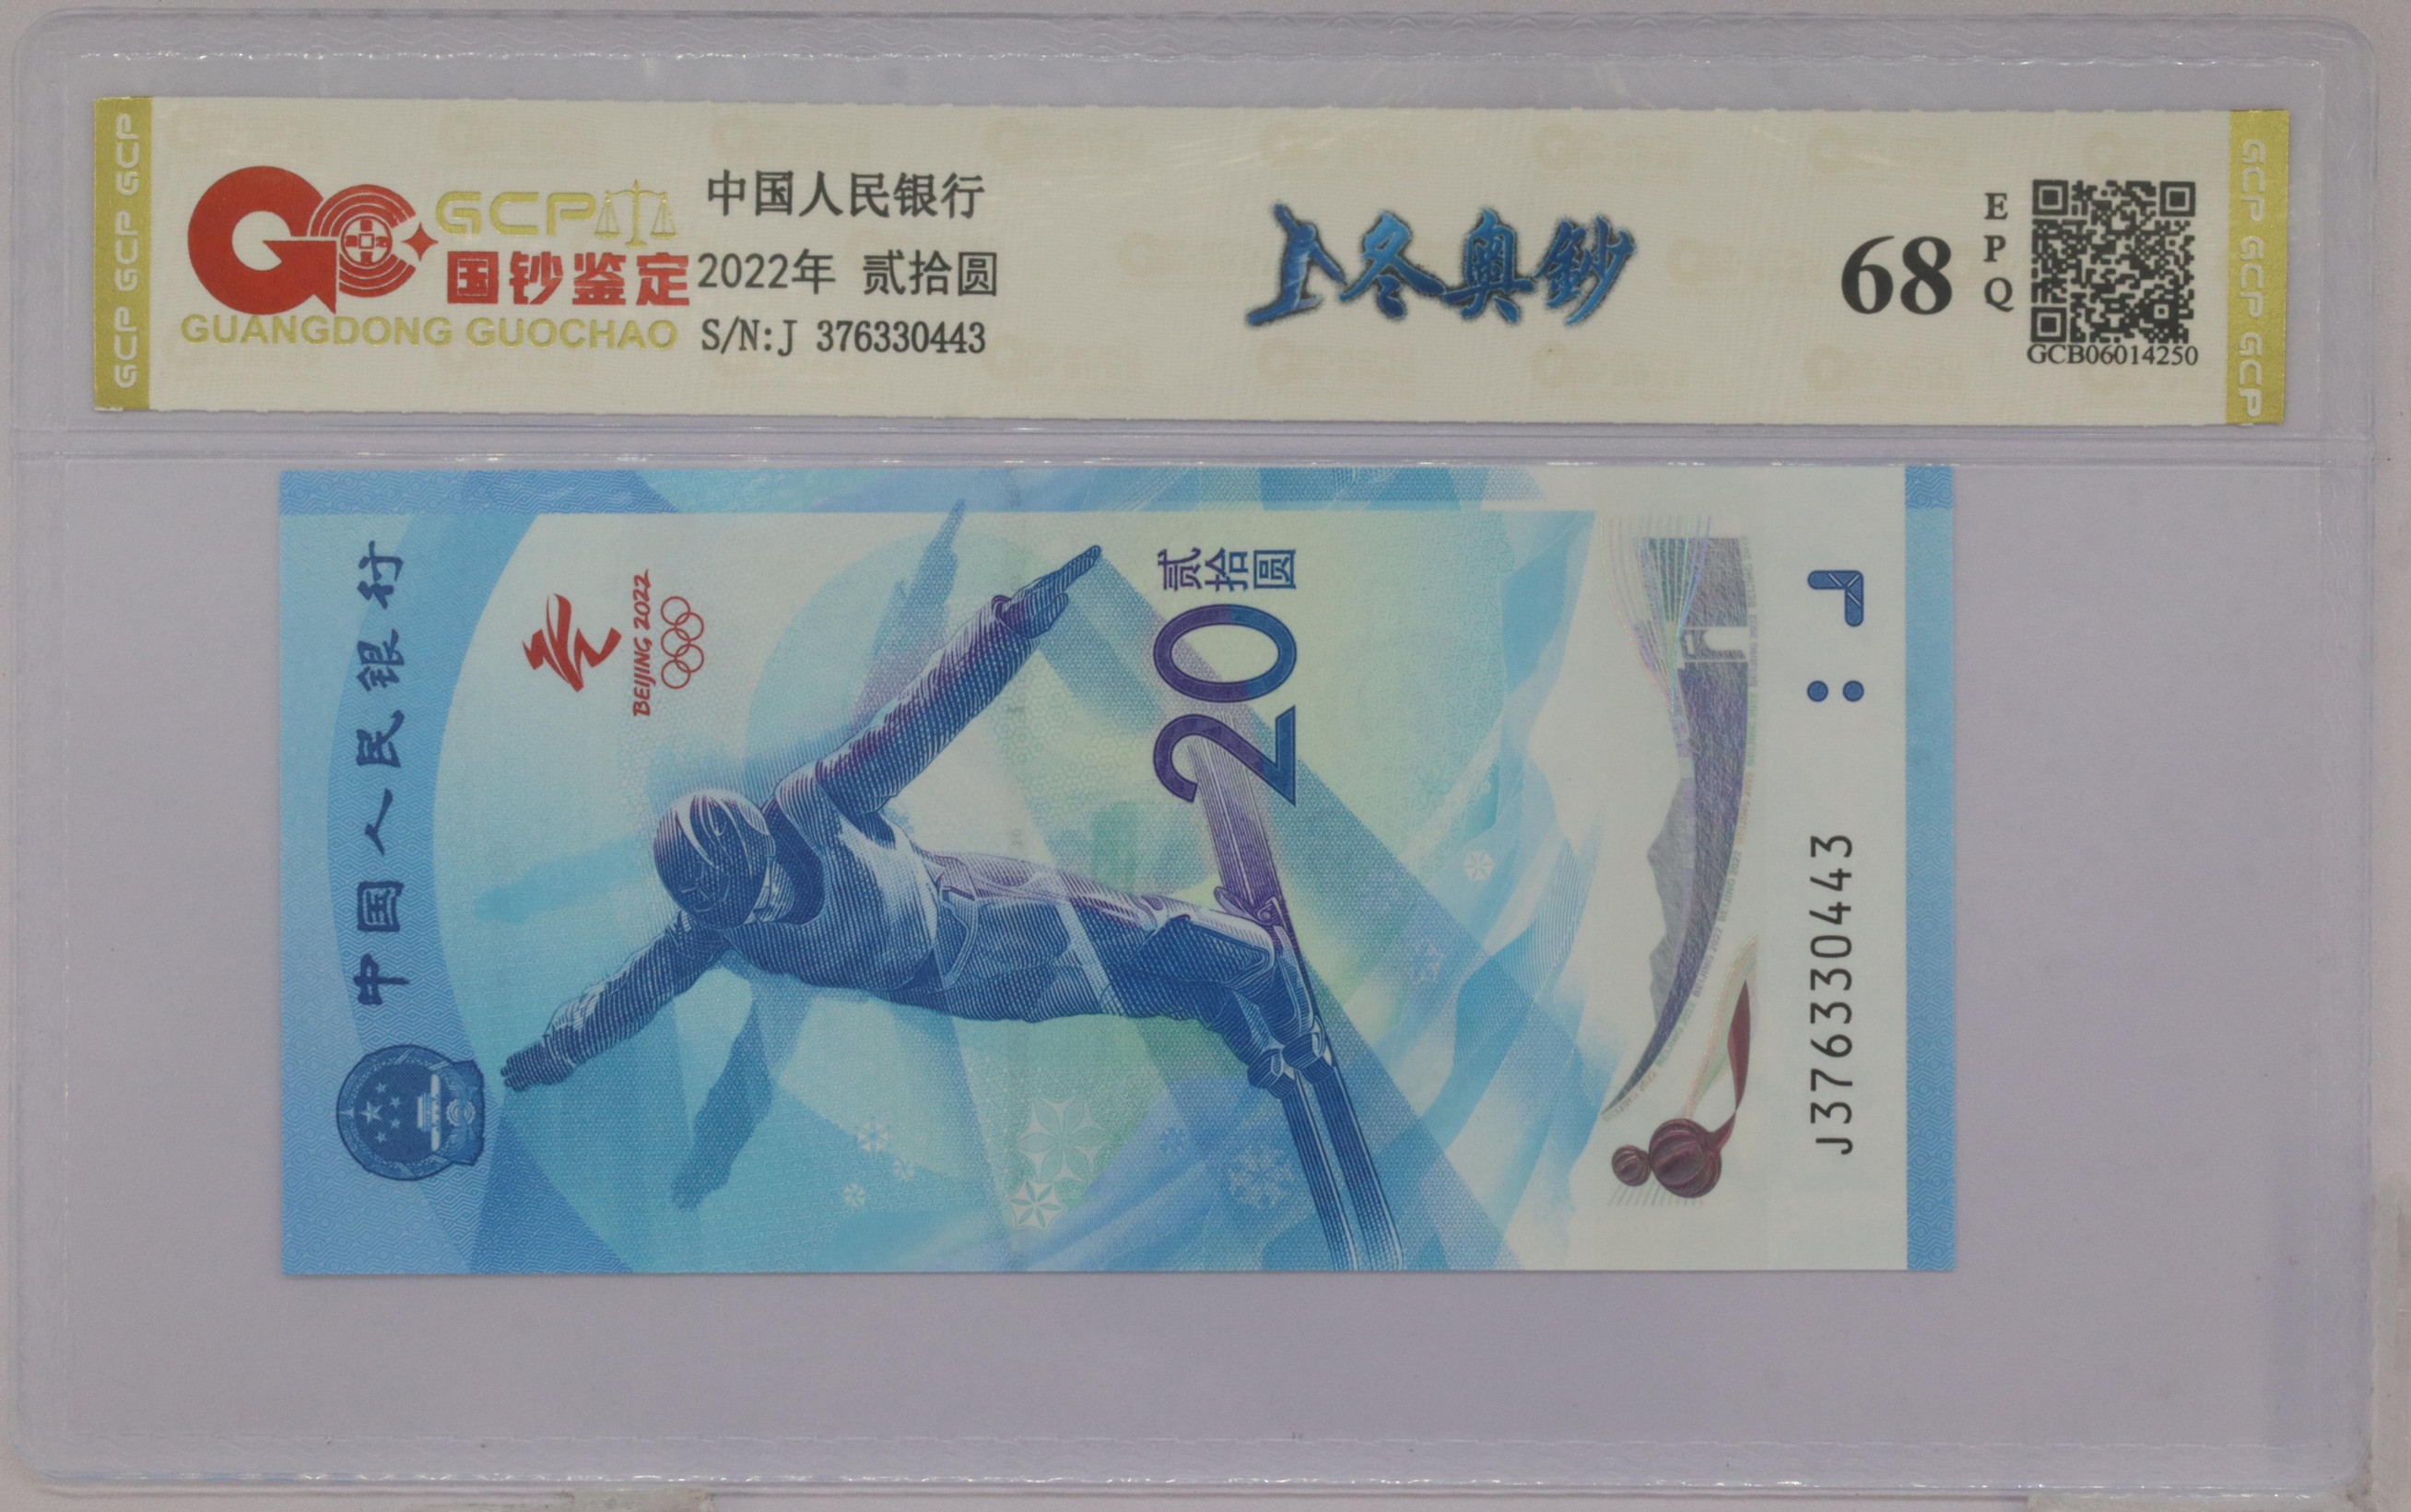 GCP GCP GCP
GCP
国钞鉴定
GUANGDONG GUOCHAO
中国人民银行
2022年 贰拾圆
S/N:J 376330443
冬奥鈔
68
EPQ
GCB06014250
GCP GCP GCP
中国人民银行
BEIJING 2022
贰拾圆
20
J376330443